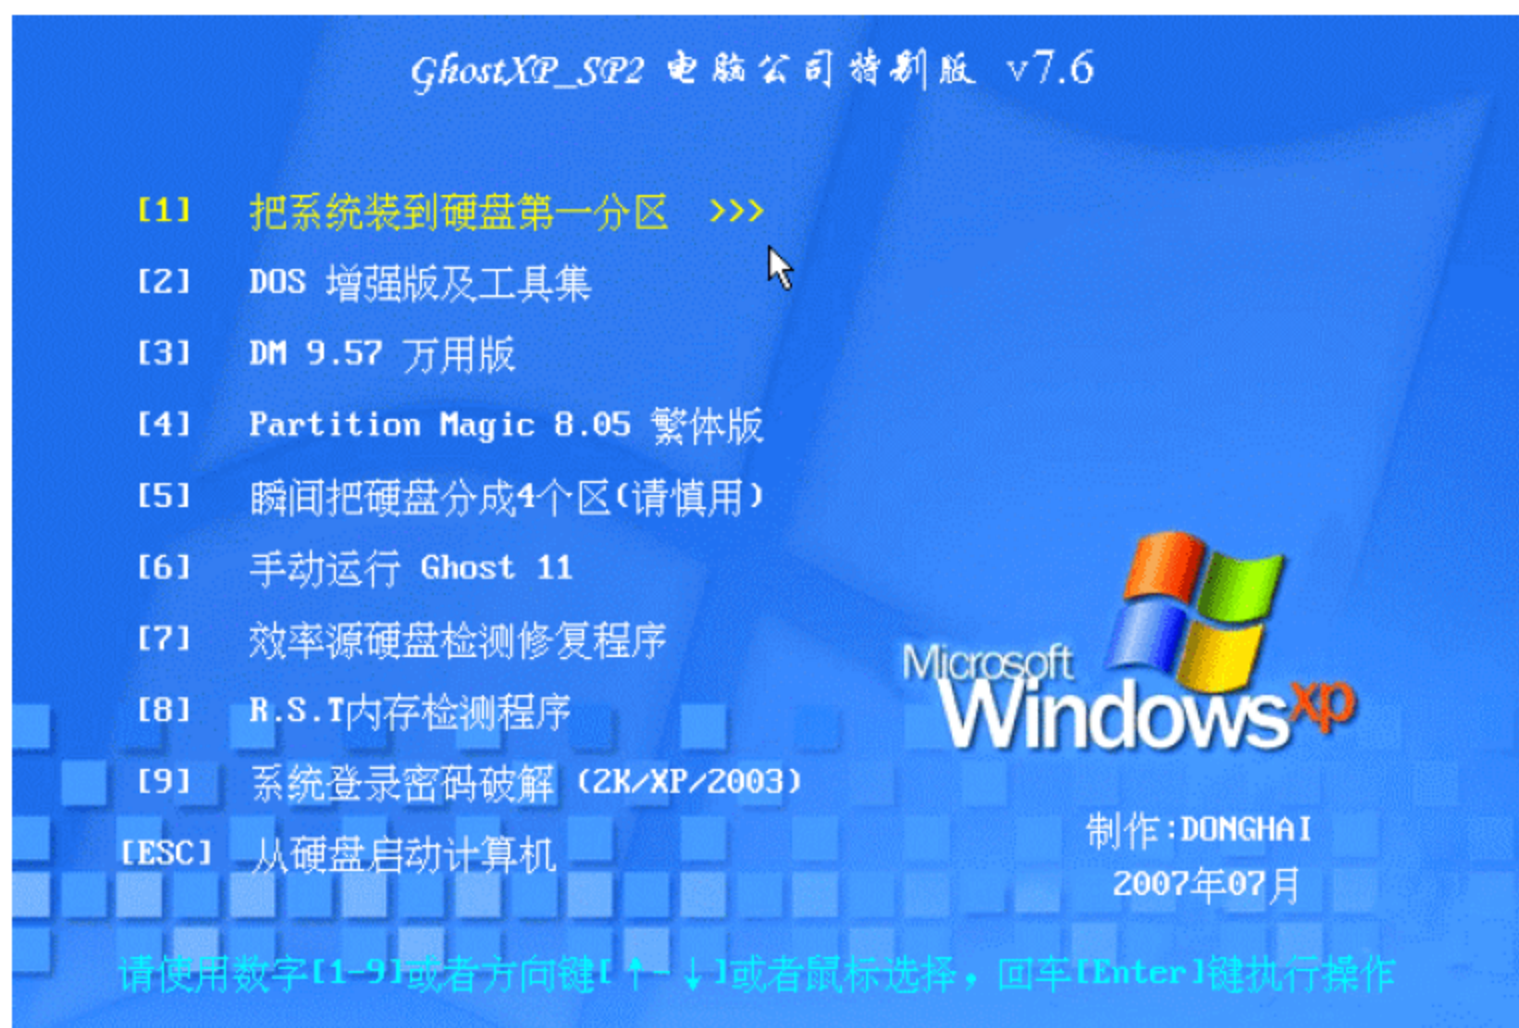 GhostXP_SP2 电脑公司特别版 v7.6
[1] 把系统装到硬盘第一分区 >>>
[2] DOS 增强版及工具集
[3] DM 9.57 万用版
[4] Partition Magic 8.05 繁体版
[5] 瞬间把硬盘分成4个区(请慎用)
[6] 手动运行 Ghost 11
[7] 效率源硬盘检测修复程序
[8] R.S.T内存检测程序
[9] 系统登录密码破解 (2K/XP/2003)
[ESC] 从硬盘启动计算机
Microsoft
Windows xp
制作:DONGHAI
2007年07月
请使用数字[1-9]或者方向键[↑-↓]或者鼠标选择，回车[Enter]键执行操作